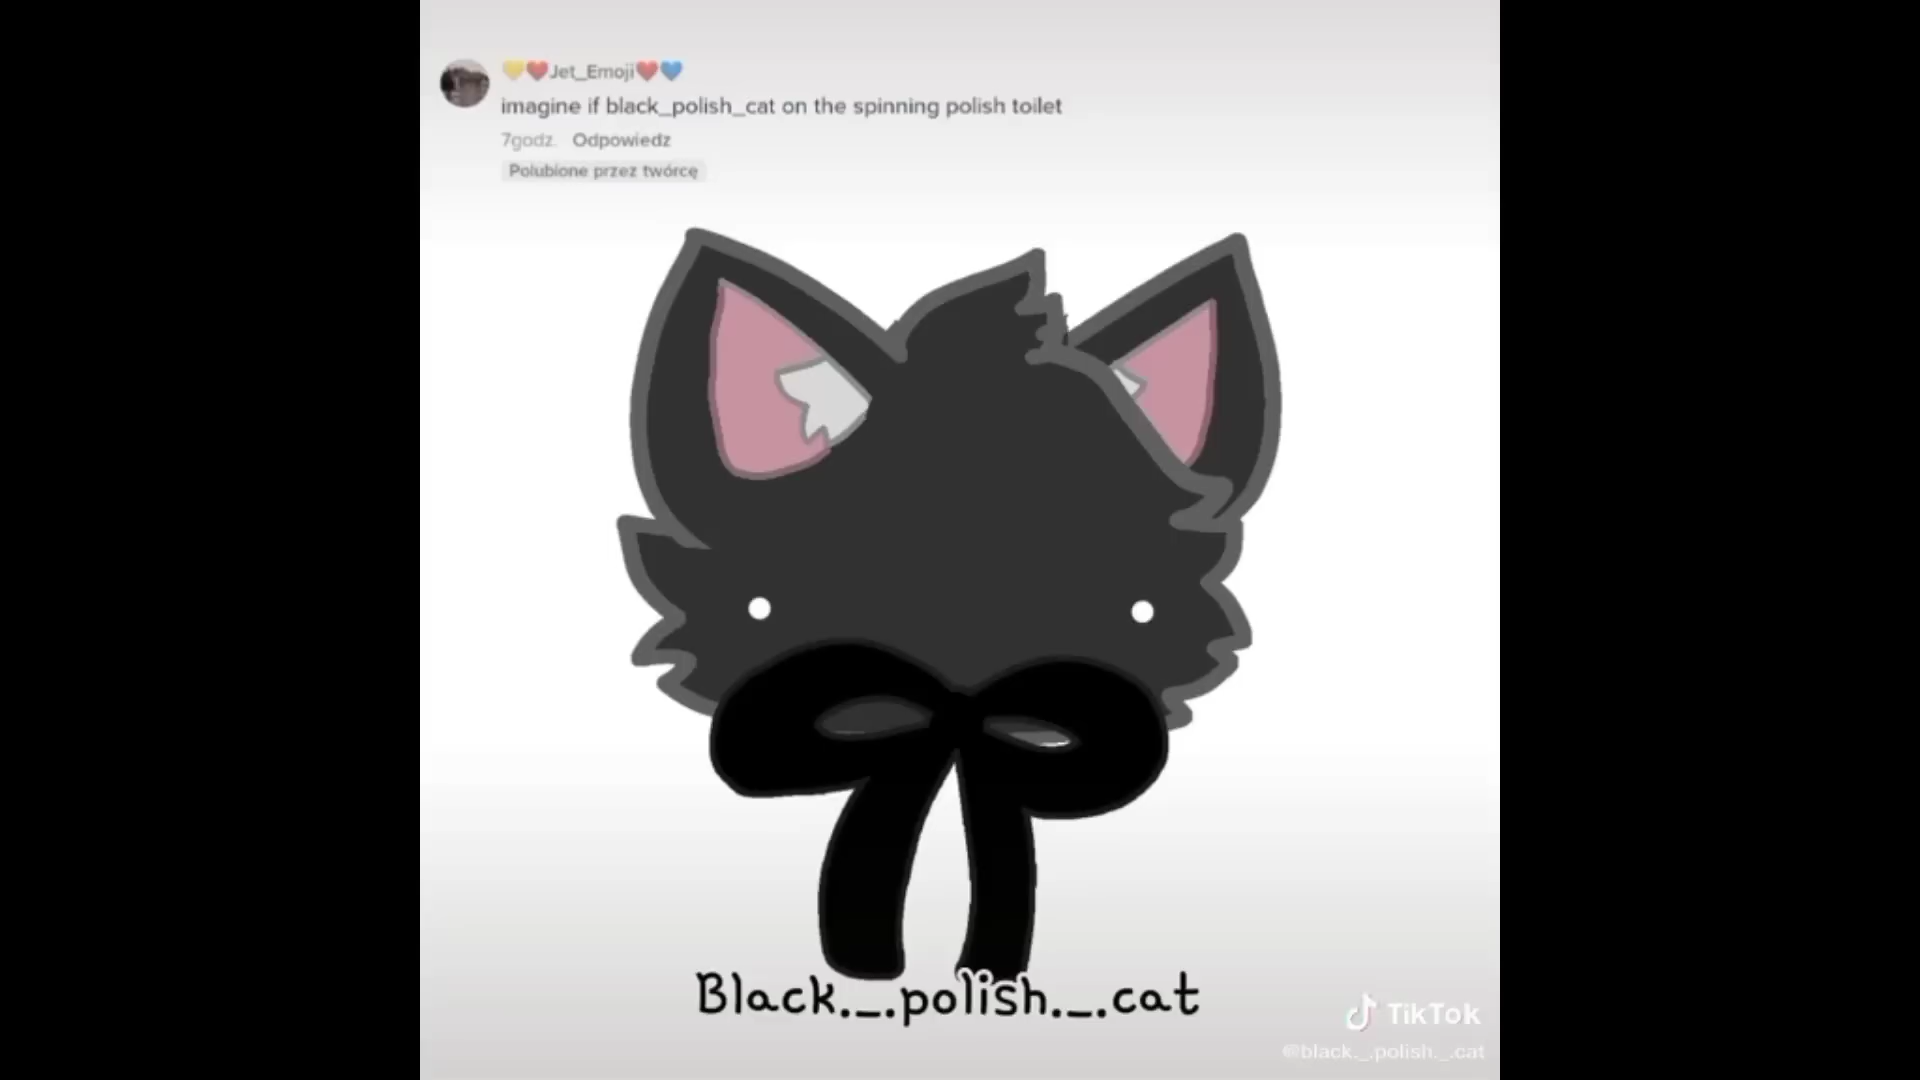 💛❤️Jet_Emoji❤️💙
imagine if black_polish_cat on the spinning polish toilet
7godz. Odpowiedz
Polubione przez twórcę
Black._.polish._.cat
TikTok
@black._.polish._.cat